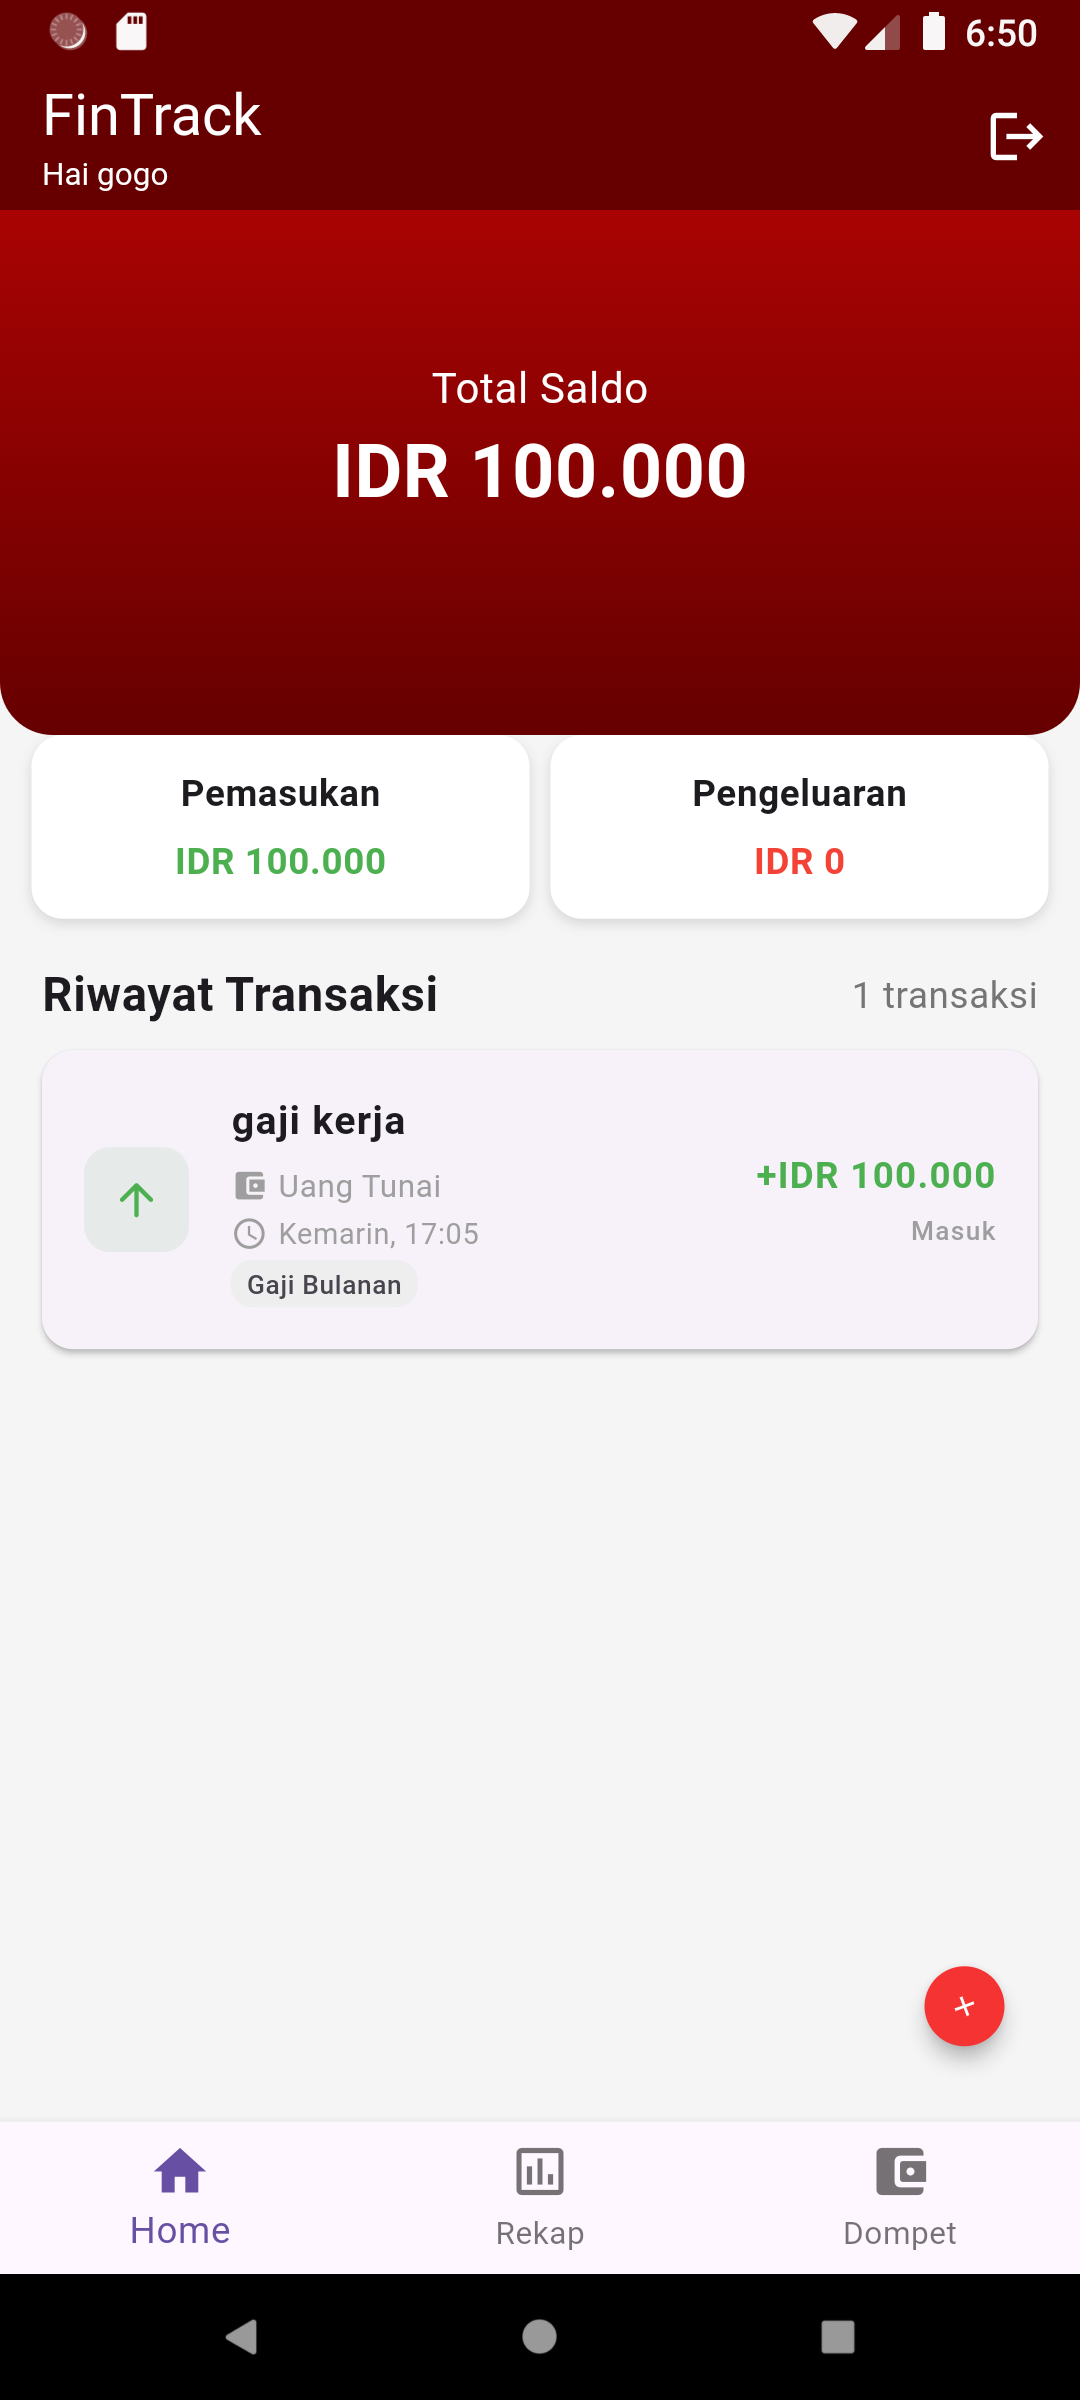 6:50
FinTrack
Hai gogo
Total Saldo
IDR 100.000
Pemasukan
IDR 100.000
Pengeluaran
IDR 0
Riwayat Transaksi
1 transaksi
gaji kerja
Uang Tunai
Kemarin, 17:05
Gaji Bulanan
+IDR 100.000
Masuk
+
Home
Rekap
Dompet